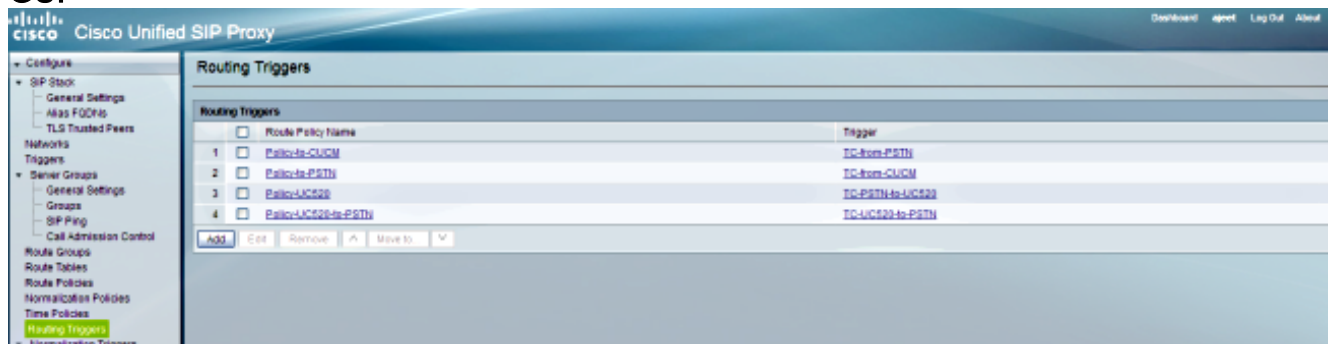 CISCO Cisco Unified SIP Proxy
Dashboard ajeet Log Out About
Configure
SIP Stack
General Settings
Alias FQDNs
TLS Trusted Peers
Networks
Triggers
Server Groups
General Settings
Groups
SIP Ping
Call Admission Control
Route Groups
Route Tables
Route Policies
Normalization Policies
Time Policies
Routing Triggers
Normalization Triggers
Routing Triggers
Routing Triggers
Route Policy Name Trigger
1 Policy-to-CUCM TC-from-PSTN
2 Policy-to-PSTN TC-from-CUCM
3 Policy-UC520 TC-PSTN-to-UC520
4 Policy-UC520-to-PSTN TC-UC520-to-PSTN
Add Edit Remove Move to